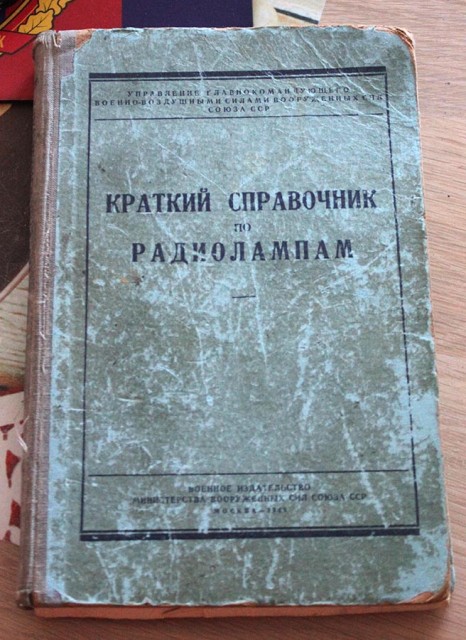 УПРАВЛЕНИЕ ГЛАВНОКОМАНДУЮЩЕГО
ВОЕННО-ВОЗДУШНЫМИ СИЛАМИ ВООРУЖЕННЫХ СИЛ
СОЮЗА ССР
КРАТКИЙ СПРАВОЧНИК
ПО
РАДИОЛАМПАМ
ВОЕННОЕ ИЗДАТЕЛЬСТВО
МИНИСТЕРСТВА ВООРУЖЕННЫХ СИЛ СОЮЗА ССР
МОСКВА